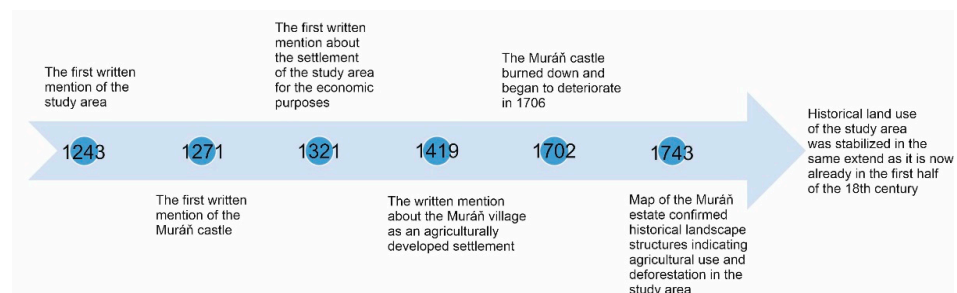 The first written
mention of the
study area
The first written
mention about
the settlement
of the study area
for the economic
purposes
The Muráň castle
burned down and
began to deteriorate
in 1706
1243
1271
1321
1419
1702
1743
Historical land use
of the study area
was stabilized in the
same extend as it is now
already in the first half
of the 18th century
The first written
mention of the
Muráň castle
The written mention
about the Muráň village
as an agriculturally
developed settlement
Map of the Muráň
estate confirmed
historical landscape
structures indicating
agricultural use and
deforestation in the
study area